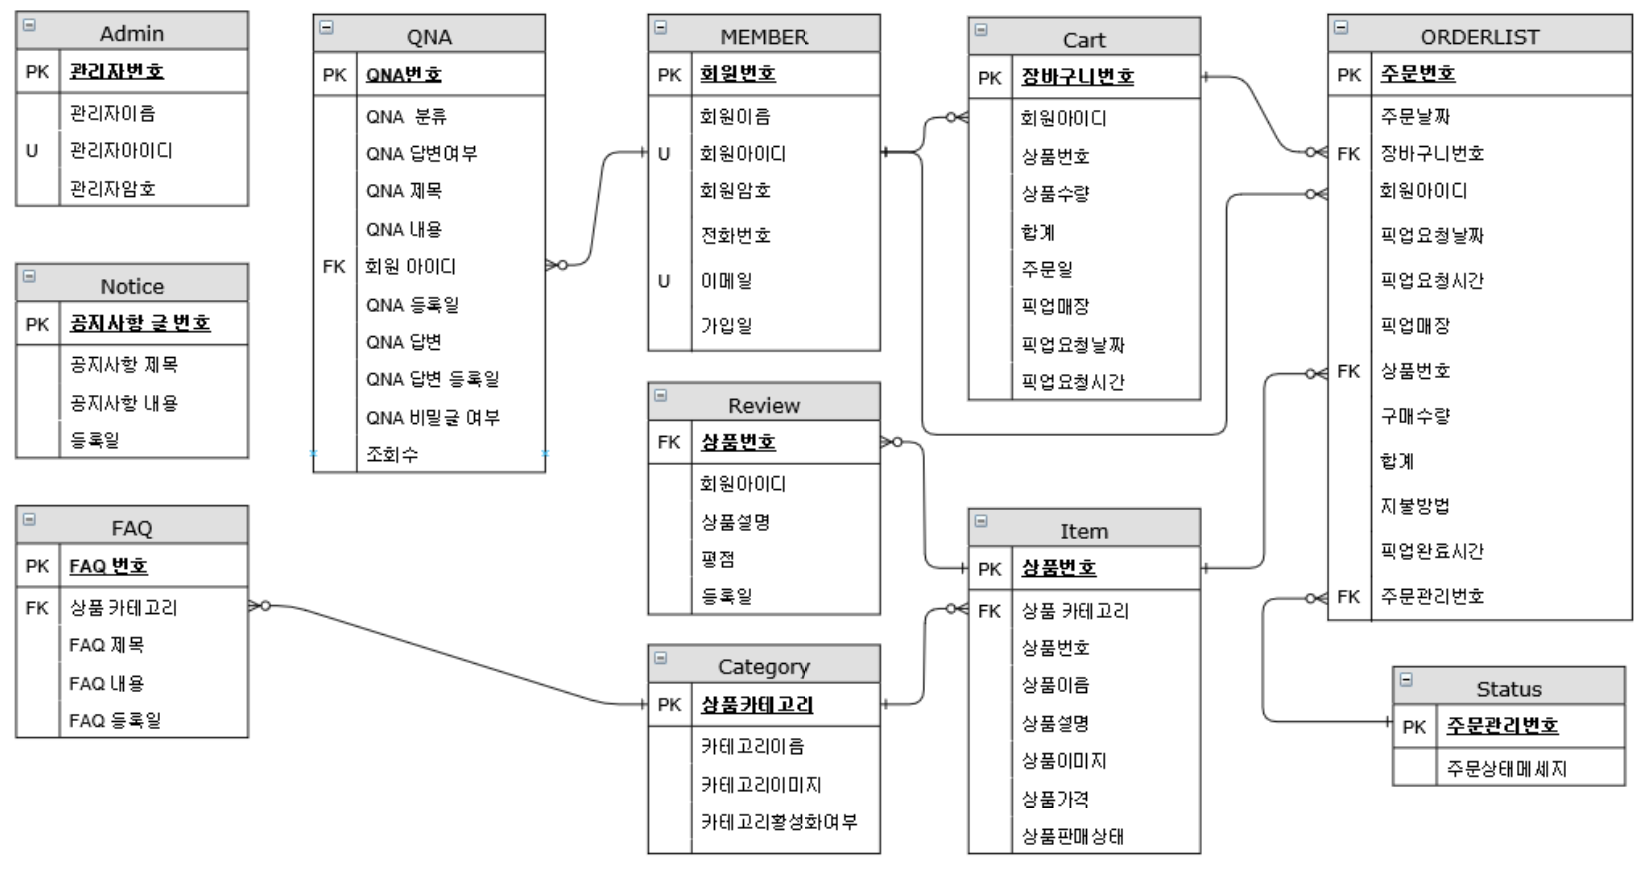 Admin
PK 관리자번호
관리자이름
U 관리자아이디
관리자암호
Notice
PK 공지사항 글 번호
공지사항 제목
공지사항 내용
등록일
FAQ
PK FAQ 번호
FK 상품 카테고리
FAQ 제목
FAQ 내용
FAQ 등록일
QNA
PK QNA번호
QNA 분류
QNA 답변여부
QNA 제목
QNA 내용
FK 회원 아이디
QNA 등록일
QNA 답변
QNA 답변 등록일
QNA 비밀글 여부
조회수
MEMBER
PK 회원번호
회원이름
U 회원아이디
회원암호
전화번호
U 이메일
가입일
Review
FK 상품번호
회원아이디
상품설명
평점
등록일
Category
PK 상품카테고리
카테고리이름
카테고리이미지
카테고리활성화여부
Cart
PK 장바구니번호
회원아이디
상품번호
상품수량
합계
주문일
픽업매장
픽업요청날짜
픽업요청시간
Item
PK 상품번호
FK 상품 카테고리
상품번호
상품이름
상품설명
상품이미지
상품가격
상품판매상태
ORDERLIST
PK 주문번호
주문날짜
FK 장바구니번호
회원아이디
픽업요청날짜
픽업요청시간
픽업매장
FK 상품번호
구매수량
합계
지불방법
픽업완료시간
FK 주문관리번호
Status
PK 주문관리번호
주문상태메세지